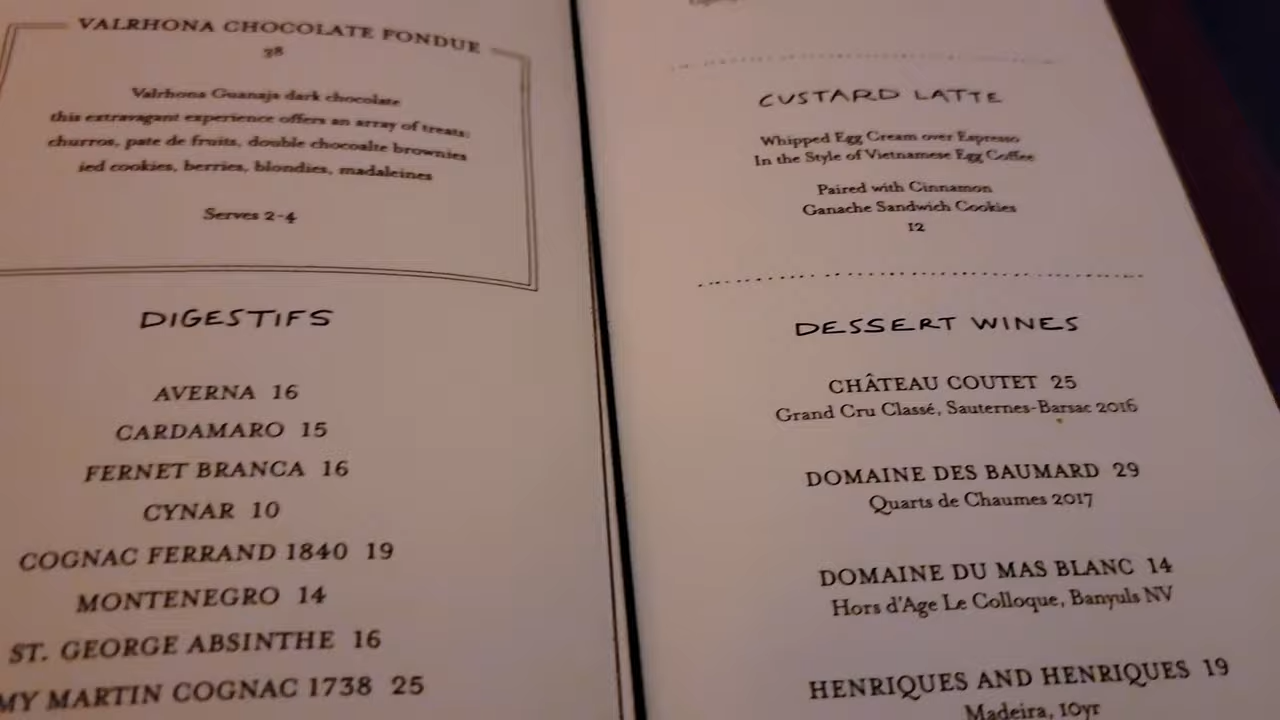 VALRHONA CHOCOLATE FONDUE
38
Valrhona Guanaja dark chocolate
this extravagant experience offers an array of treats:
churros, pate de fruits, double chocoalte brownies
ied cookies, berries, blondies, madaleines
Serves 2-4
DIGESTIFS
AVERNA 16
CARDAMARO 15
FERNET BRANCA 16
CYNAR 10
COGNAC FERRAND 1840 19
MONTENEGRO 14
ST. GEORGE ABSINTHE 16
MY MARTIN COGNAC 1738 25
CUSTARD LATTE
Whipped Egg Cream over Espresso
In the Style of Vietnamese Egg Coffee
Paired with Cinnamon
Ganache Sandwich Cookies
12
DESSERT WINES
CHÂTEAU COUTET 25
Grand Cru Classé, Sauternes-Barsac 2016
DOMAINE DES BAUMARD 29
Quarts de Chaumes 2017
DOMAINE DU MAS BLANC 14
Hors d'Age Le Colloque, Banyuls NV
HENRIQUES AND HENRIQUES 19
Madeira, 10yr